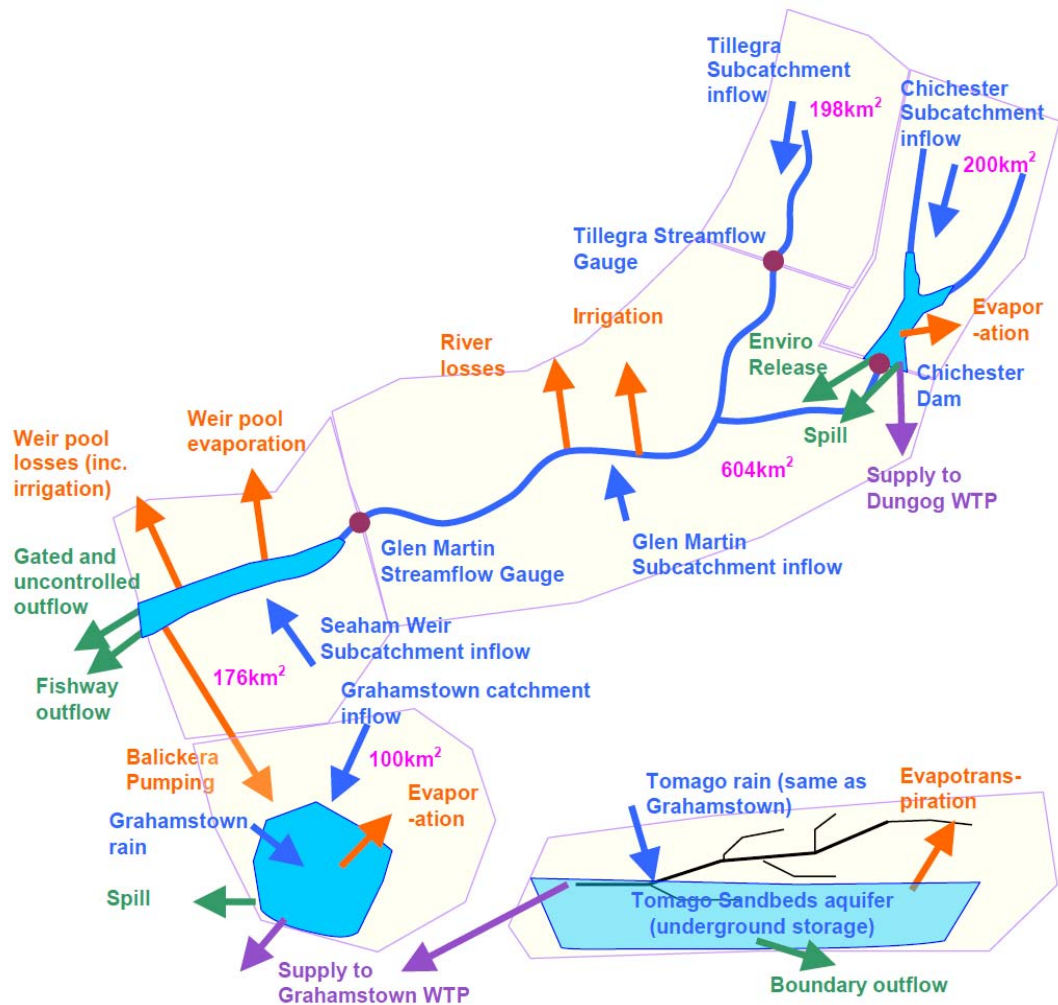 Tillegra
Subcatchment
inflow
198km²
Chichester
Subcatchment
inflow
200km²
Tillegra Streamflow
Gauge
Irrigation
River
losses
Enviro
Release
Evapor
-ation
Chichester
Dam
Spill
604km²
Supply to
Dungog WTP
Weir pool
losses (inc.
irrigation)
Weir pool
evaporation
Gated and
uncontrolled
outflow
Glen Martin
Streamflow Gauge
Glen Martin
Subcatchment inflow
Seaham Weir
Subcatchment inflow
176km²
Fishway
outflow
Grahamstown catchment
inflow
Balickera
Pumping
100km²
Evapor
-ation
Grahamstown
rain
Spill
Supply to
Grahamstown WTP
Tomago rain (same as
Grahamstown)
Evapotrans-
piration
Tomago Sandbeds aquifer
(underground storage)
Boundary outflow